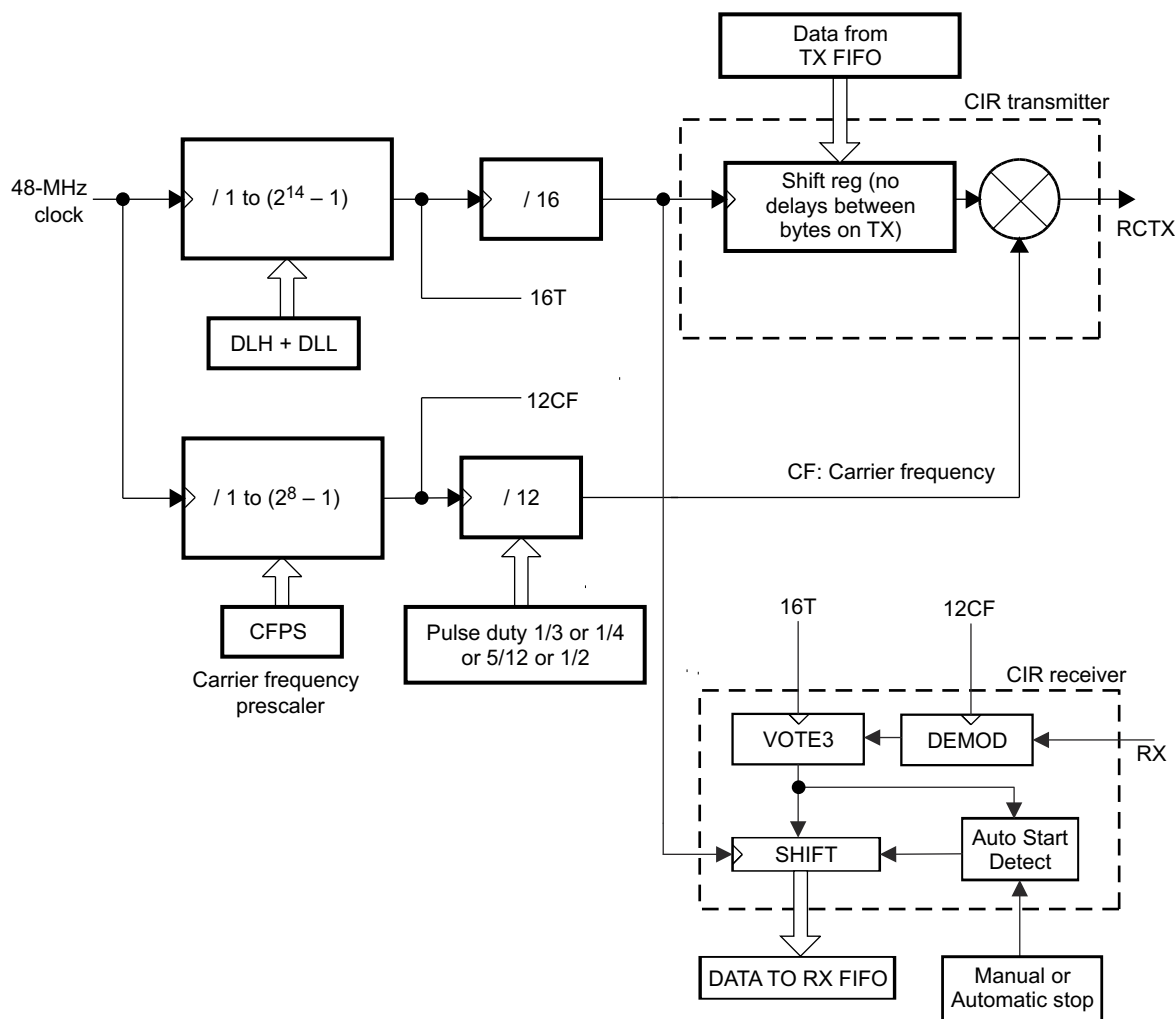 Data from
TX FIFO
CIR transmitter
48-MHz
clock
/ 1 to (2¹⁴ – 1)
/ 16
Shift reg (no
delays between
bytes on TX)
RCTX
16T
DLH + DLL
12CF
/ 1 to (2⁸ – 1)
/ 12
CF: Carrier frequency
CFPS
Carrier frequency
prescaler
Pulse duty 1/3 or 1/4
or 5/12 or 1/2
16T
12CF
CIR receiver
VOTE3
DEMOD
RX
SHIFT
Auto Start
Detect
DATA TO RX FIFO
Manual or
Automatic stop